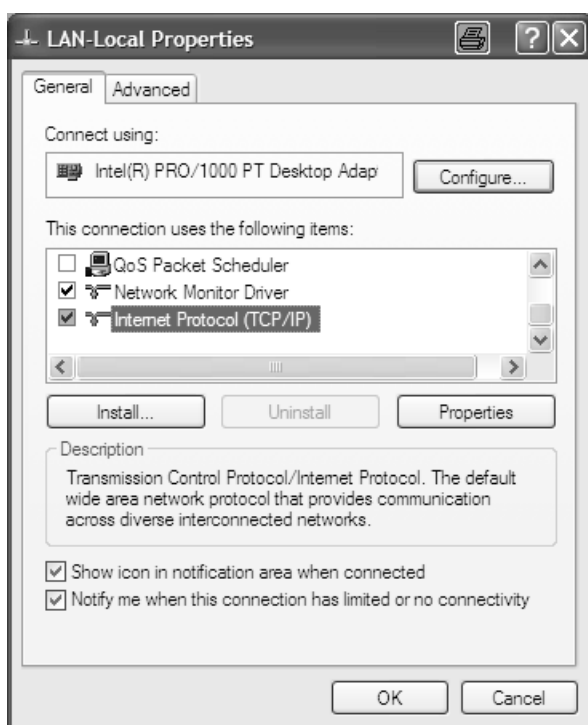 LAN-Local Properties
General
Advanced
Connect using:
Intel(R) PRO/1000 PT Desktop Adap
Configure...
This connection uses the following items:
QoS Packet Scheduler
Network Monitor Driver
Internet Protocol (TCP/IP)
Install...
Uninstall
Properties
Description
Transmission Control Protocol/Internet Protocol. The default
wide area network protocol that provides communication
across diverse interconnected networks.
Show icon in notification area when connected
Notify me when this connection has limited or no connectivity
OK
Cancel